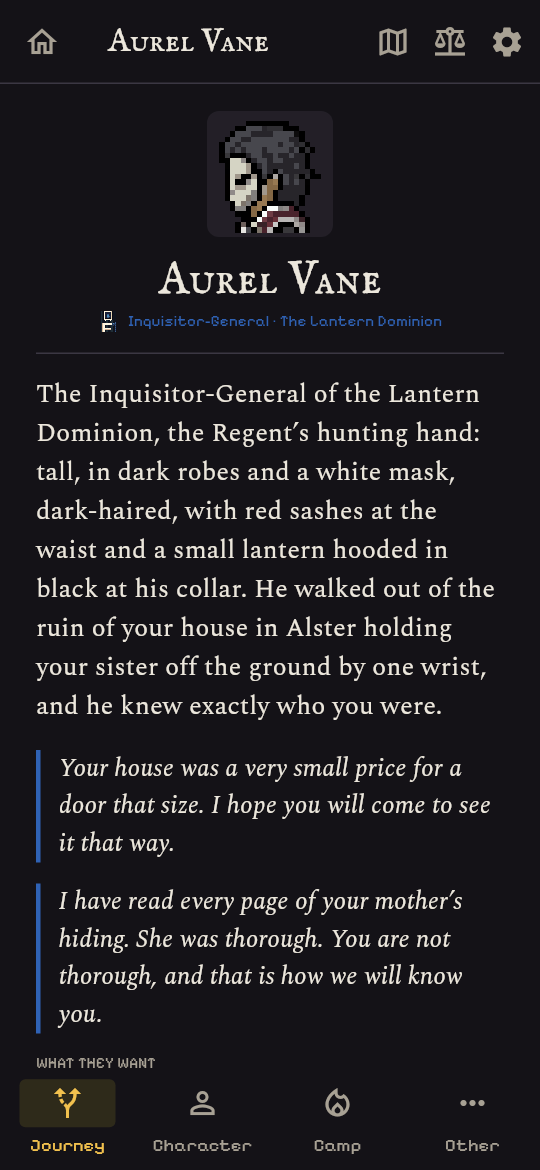 Aurel Vane
Aurel Vane
Inquisitor-General · The Lantern Dominion
The Inquisitor-General of the Lantern
Dominion, the Regent’s hunting hand:
tall, in dark robes and a white mask,
dark-haired, with red sashes at the
waist and a small lantern hooded in
black at his collar. He walked out of the
ruin of your house in Alster holding
your sister off the ground by one wrist,
and he knew exactly who you were.
Your house was a very small price for a
door that size. I hope you will come to see
it that way.
I have read every page of your mother’s
hiding. She was thorough. You are not
thorough, and that is how we will know
you.
WHAT THEY WANT
Journey
Character
Camp
Other